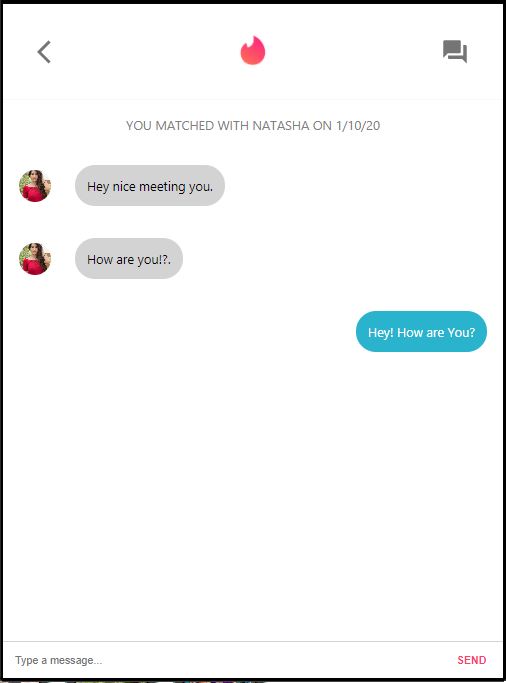 YOU MATCHED WITH NATASHA ON 1/10/20
Hey nice meeting you.
How are you!?.
Hey! How are You?
Type a message...
SEND